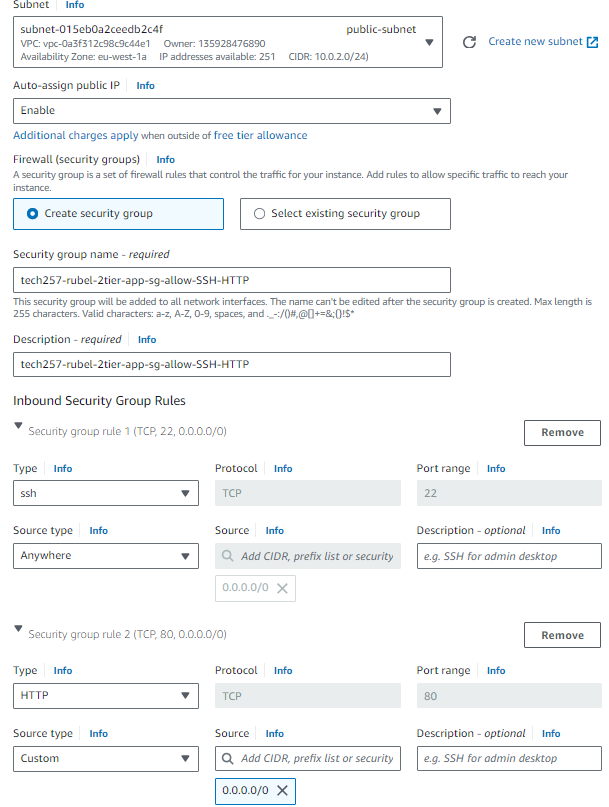 Subnet Info
subnet-015eb0a2ceedb2c4f public-subnet
VPC: vpc-0a3f312c98c9c44e1 Owner: 135928476890
Availability Zone: eu-west-1a IP addresses available: 251 CIDR: 10.0.2.0/24)
Create new subnet
Auto-assign public IP Info
Enable
Additional charges apply when outside of free tier allowance
Firewall (security groups) Info
A security group is a set of firewall rules that control the traffic for your instance. Add rules to allow specific traffic to reach your
instance.
Create security group
Select existing security group
Security group name - required
tech257-rubel-2tier-app-sg-allow-SSH-HTTP
This security group will be added to all network interfaces. The name can't be edited after the security group is created. Max length is
255 characters. Valid characters: a-z, A-Z, 0-9, spaces, and ._-:/()#,@[]+=&;{}!$*
Description - required Info
tech257-rubel-2tier-app-sg-allow-SSH-HTTP
Inbound Security Group Rules
Security group rule 1 (TCP, 22, 0.0.0.0/0)
Remove
Type Info Protocol Info Port range Info
ssh TCP 22
Source type Info Source Info Description - optional Info
Anywhere Add CIDR, prefix list or security e.g. SSH for admin desktop
0.0.0.0/0
Security group rule 2 (TCP, 80, 0.0.0.0/0)
Remove
Type Info Protocol Info Port range Info
HTTP TCP 80
Source type Info Source Info Description - optional Info
Custom Add CIDR, prefix list or security e.g. SSH for admin desktop
0.0.0.0/0